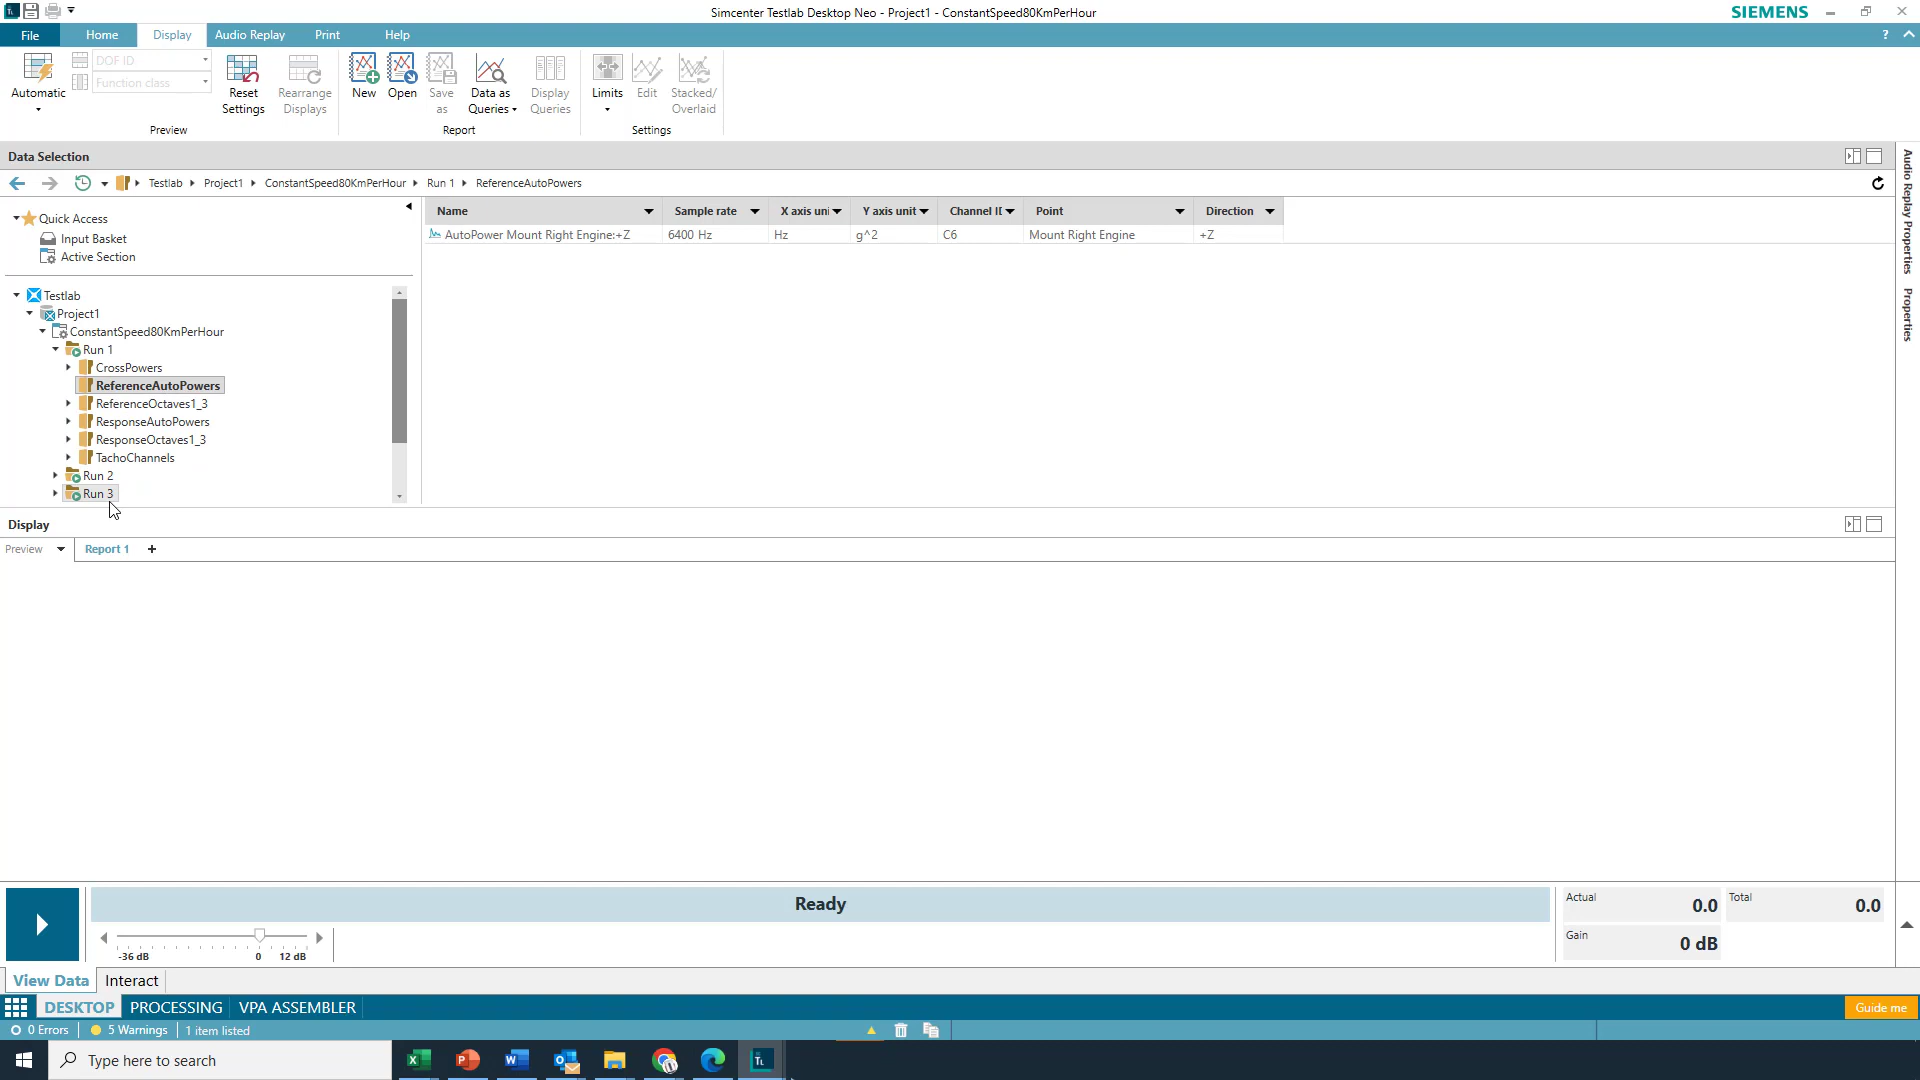 Simcenter Testlab Desktop Neo - Project1 - ConstantSpeed80KmPerHour
SIEMENS
File Home Display Audio Replay Print Help
Automatic
DOF ID
Function class
Reset Settings
Rearrange Displays
Preview
New
Open
Save as
Data as Queries
Display Queries
Report
Limits
Edit
Stacked/ Overlaid
Settings
Data Selection
Testlab Project1 ConstantSpeed80KmPerHour Run 1 ReferenceAutoPowers
Quick Access
Input Basket
Active Section
Testlab
Project1
ConstantSpeed80KmPerHour
Run 1
CrossPowers
ReferenceAutoPowers
ReferenceOctaves1_3
ResponseAutoPowers
ResponseOctaves1_3
TachoChannels
Run 2
Run 3
Name Sample rate X axis uni Y axis unit Channel I Point Direction
AutoPower Mount Right Engine:+Z 6400 Hz Hz g^2 C6 Mount Right Engine +Z
Audio Replay Properties
Properties
Display
Preview Report 1 +
Ready
-36 dB 0 12 dB
Actual 0.0 Total 0.0
Gain 0 dB
View Data Interact
DESKTOP PROCESSING VPA ASSEMBLER
Guide me
0 Errors 5 Warnings 1 item listed
Type here to search